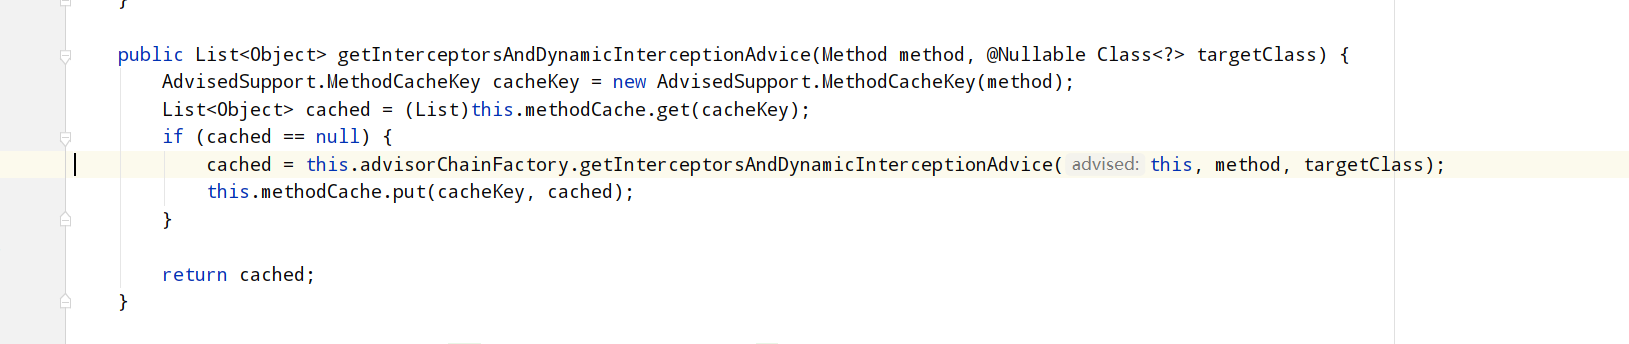 }
public List<Object> getInterceptorsAndDynamicInterceptionAdvice(Method method, @Nullable Class<?> targetClass) {
AdvisedSupport.MethodCacheKey cacheKey = new AdvisedSupport.MethodCacheKey(method);
List<Object> cached = (List)this.methodCache.get(cacheKey);
if (cached == null) {
cached = this.advisorChainFactory.getInterceptorsAndDynamicInterceptionAdvice( advised: this, method, targetClass);
this.methodCache.put(cacheKey, cached);
}
return cached;
}